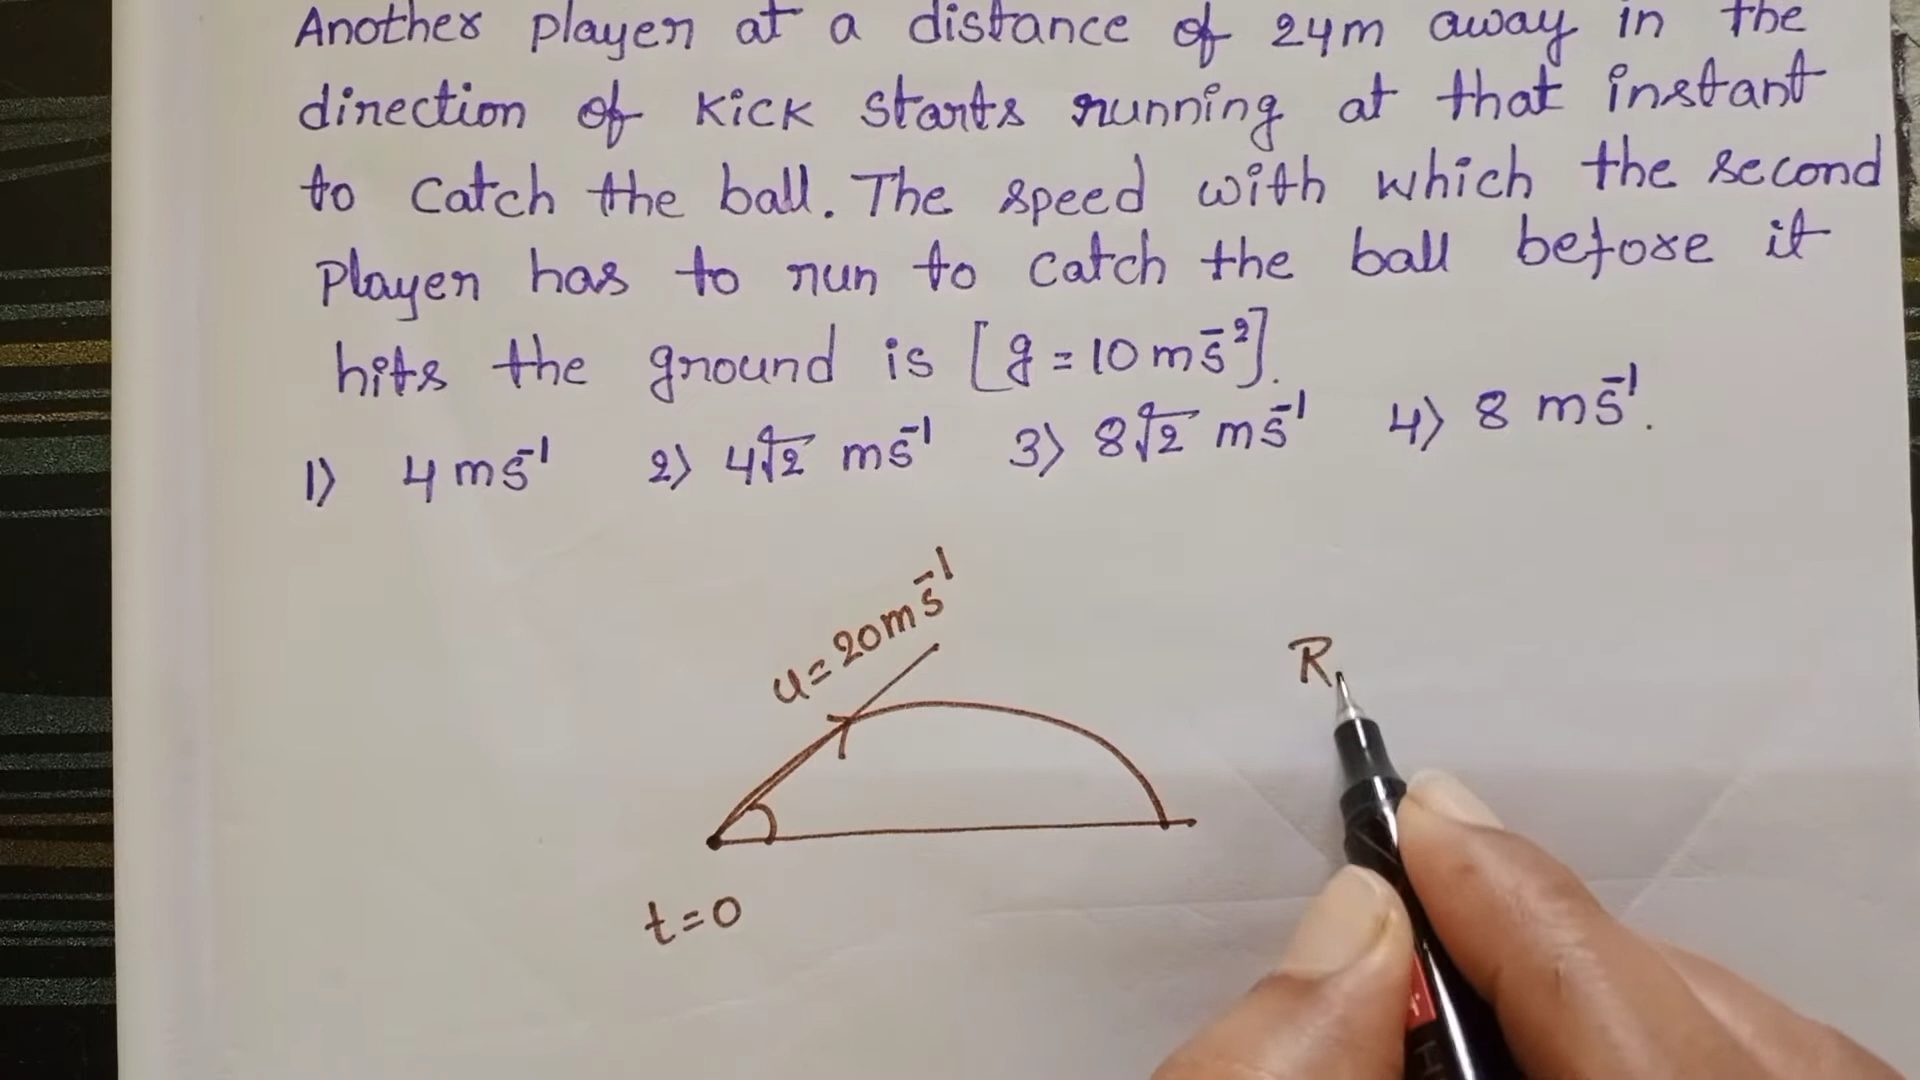 Another player at a distance of 24m away in the
direction of kick starts running at that instant
to catch the ball. The speed with which the second
Player has to run to catch the ball before it
hits the ground is [g = 10 ms⁻²].
1) 4 ms⁻¹ 2) 4√2 ms⁻¹ 3) 8√2 ms⁻¹ 4) 8 ms⁻¹.
u = 20 ms⁻¹
R
t = 0